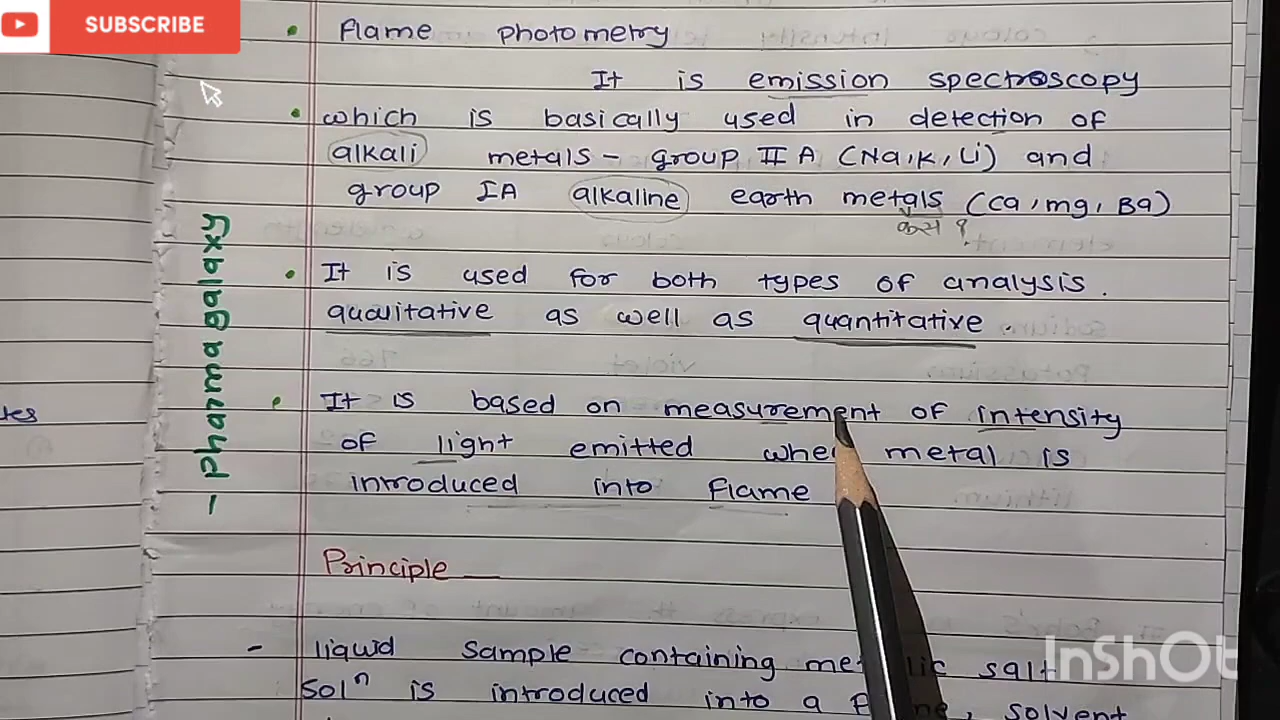 SUBSCRIBE
• Flame photometry
It is emission spectroscopy
• which is basically used in detection of
alkali metals - group II A (Na, K, Li) and
group IA alkaline earth metals (ca, mg, Ba)
• It is used for both types of analysis.
qualitative as well as quantitative.
• It is based on measurement of intensity
of light emitted when metal is
introduced into flame
Principle —
- liquid sample containing salt
Solⁿ is introduced into a solvent
- pharma galaxy
InShOt